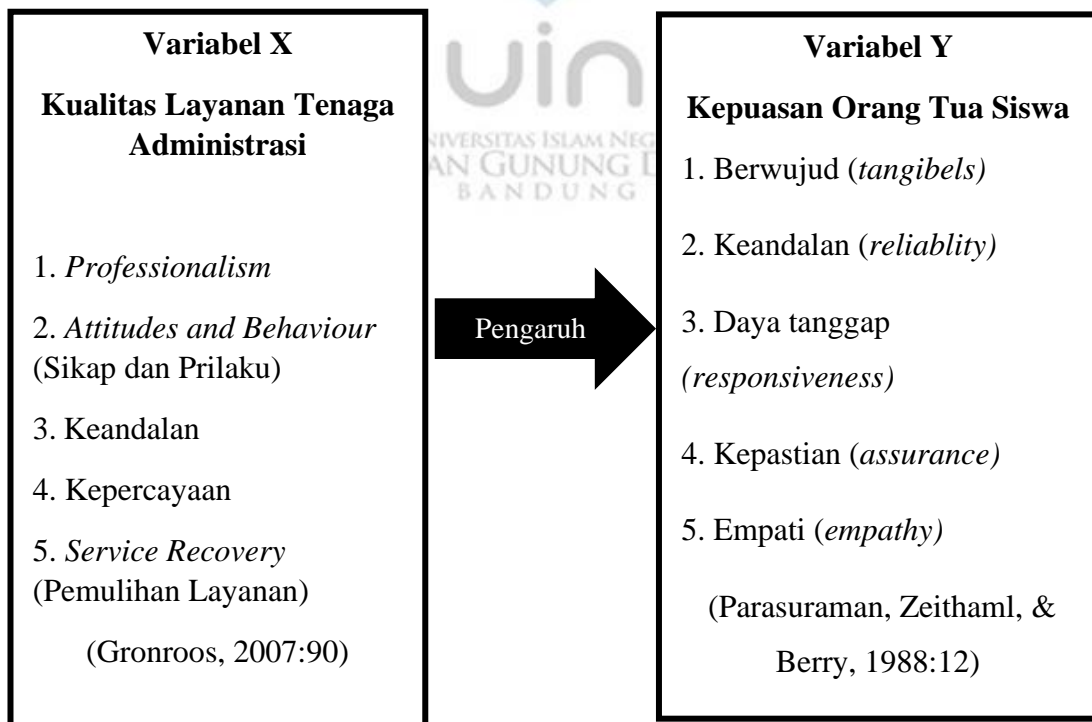 Variabel X
Kualitas Layanan Tenaga
Administrasi
1. Professionalism
2. Attitudes and Behaviour
(Sikap dan Prilaku)
3. Keandalan
4. Kepercayaan
5. Service Recovery
(Pemulihan Layanan)
(Gronroos, 2007:90)
uin
AN GUNUNG
BANDUNG
Pengaruh
Variabel Y
Kepuasan Orang Tua Siswa
1. Berwujud (tangibels)
2. Keandalan (reliablity)
3. Daya tanggap
(responsiveness)
4. Kepastian (assurance)
5. Empati (empathy)
(Parasuraman, Zeithaml, &
Berry, 1988:12)